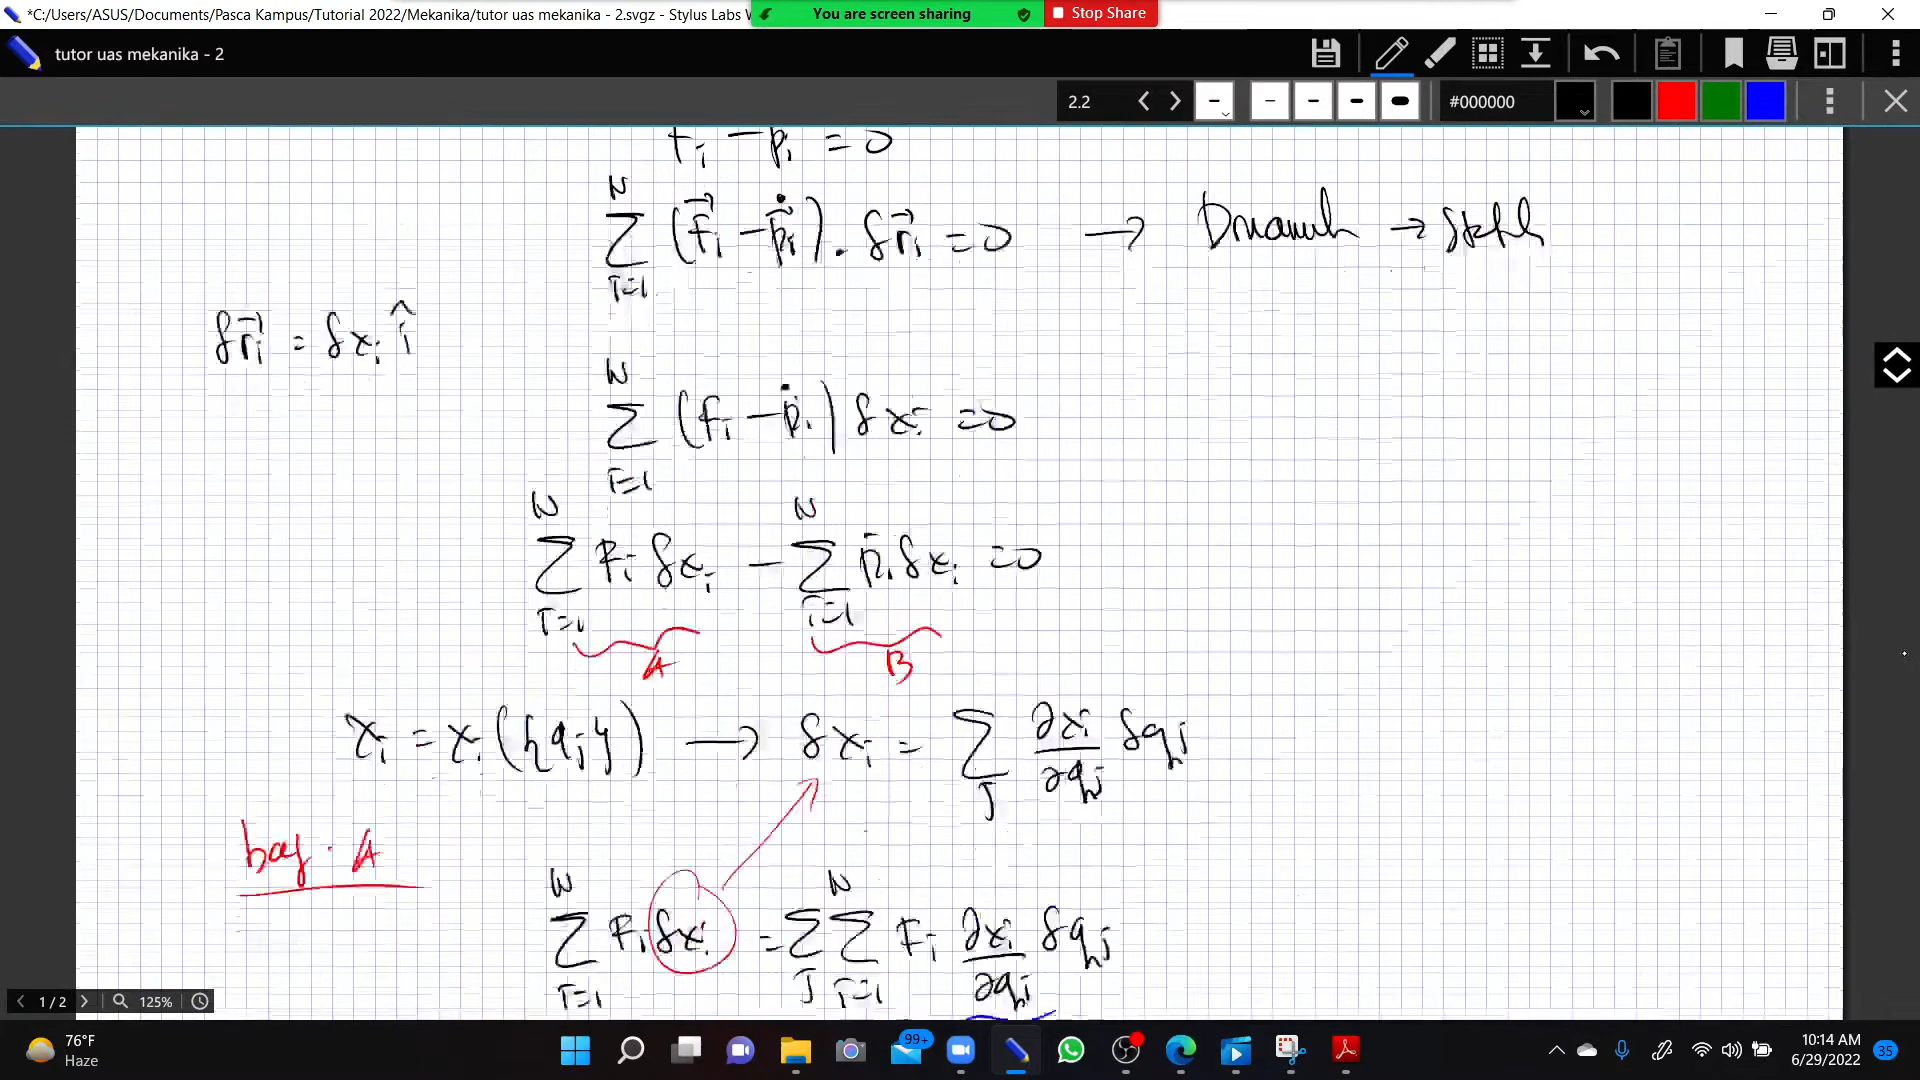 *C:/Users/ASUS/Documents/Pasca Kampus/Tutorial 2022/Mekanika/tutor uas mekanika - 2.svgz - Stylus Labs W
You are screen sharing
Stop Share
tutor uas mekanika - 2
2.2
#000000
Fᵢ − ṗᵢ = 0
∑_{i=1}^{N} (F⃗ᵢ − ṗ⃗ᵢ) · δr⃗ᵢ = 0 →
δr⃗ᵢ = δxᵢ î
∑_{i=1}^{N} (Fᵢ − ṗᵢ) δxᵢ = 0
∑_{i=1}^{N} Fᵢ δxᵢ − ∑_{i=1}^{N} ṗᵢ δxᵢ = 0
A B
xᵢ = xᵢ({qⱼ}) → δxᵢ = ∑_{j} ∂xᵢ/∂qⱼ δqⱼ
bag. A
∑_{i=1}^{N} Fᵢ δxᵢ = ∑_{j} ∑_{i=1}^{N} Fᵢ ∂xᵢ/∂qⱼ δqⱼ
1 / 2
125%
76°F
Haze
99+
10:14 AM
6/29/2022
35